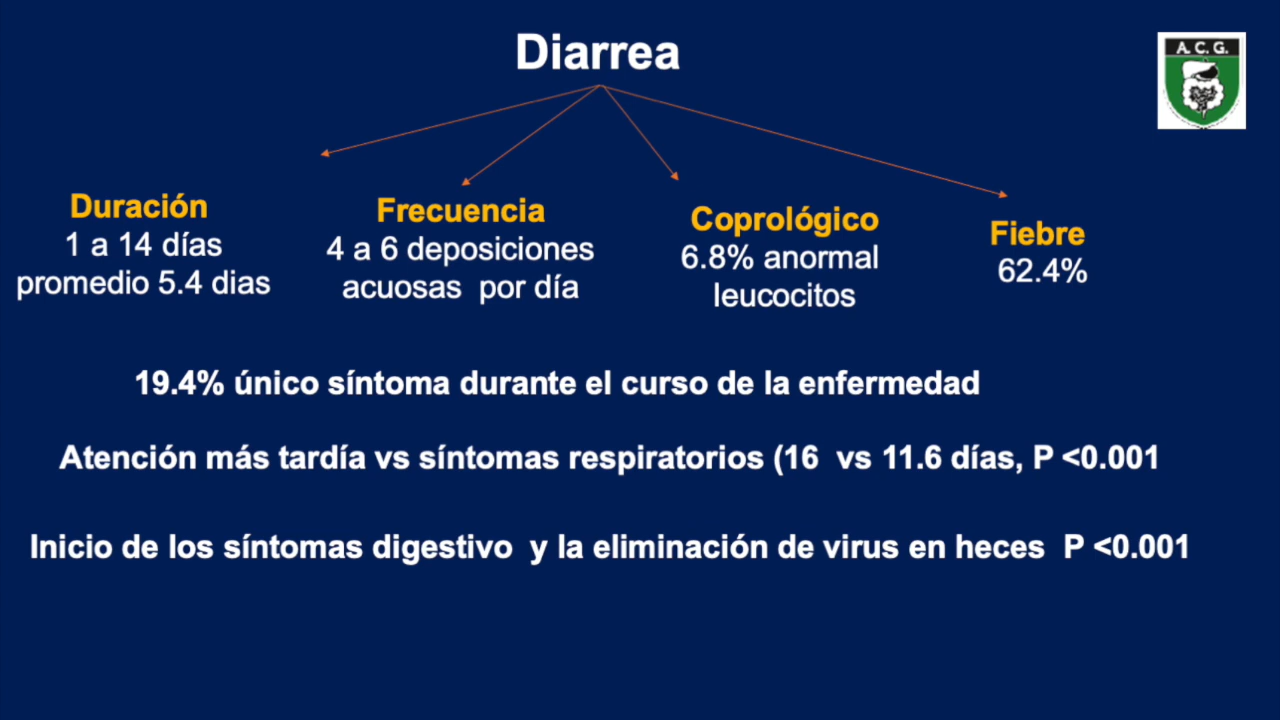 Diarrea
A. C. G.
Duración
1 a 14 días
promedio 5.4 dias
Frecuencia
4 a 6 deposiciones
acuosas  por día
Coprológico
6.8% anormal
leucocitos
Fiebre
62.4%
19.4% único síntoma durante el curso de la enfermedad
Atención más tardía vs síntomas respiratorios (16  vs 11.6 días, P <0.001
Inicio de los síntomas digestivo  y la eliminación de virus en heces  P <0.001